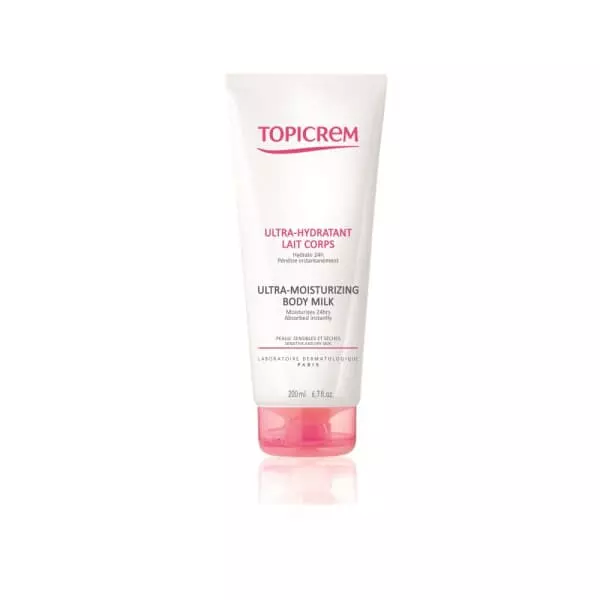 TOPICREM
ULTRA-HYDRATANT
LAIT CORPS
Hydrate 24h
Pénètre instantanément
ULTRA-MOISTURIZING
BODY MILK
Moisturizes 24hrs
Absorbed instantly
PEAUX SENSIBLES ET SÈCHES
SENSITIVE AND DRY SKIN
LABORATOIRE DERMATOLOGIQUE
PARIS
200ml 6,7fl.oz.